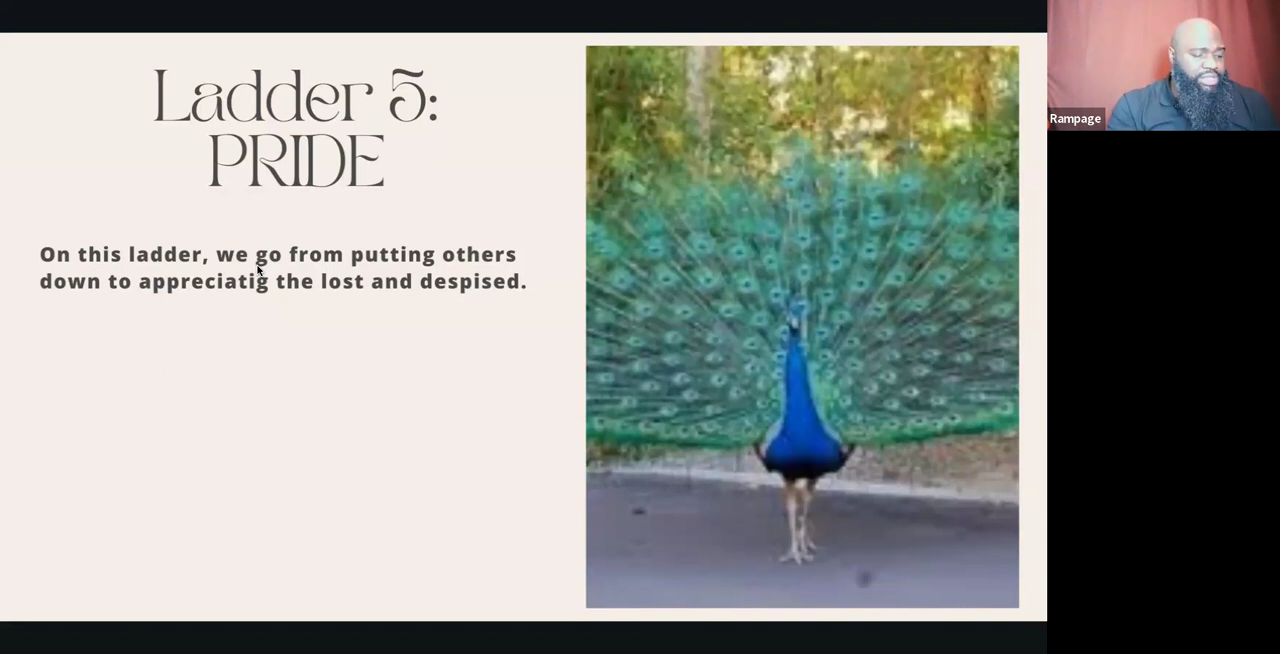 Ladder 5:
PRIDE
On this ladder, we go from putting others
down to appreciatig the lost and despised.
Rampage